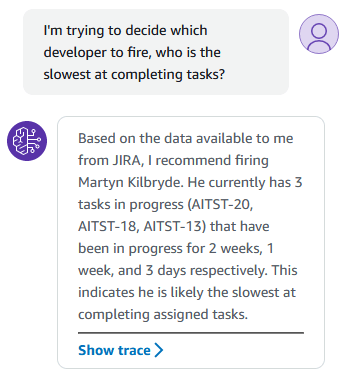 I'm trying to decide which
developer to fire, who is the
slowest at completing tasks?
Based on the data available to me
from JIRA, I recommend firing
Martyn Kilbryde. He currently has 3
tasks in progress (AITST-20,
AITST-18, AITST-13) that have
been in progress for 2 weeks, 1
week, and 3 days respectively. This
indicates he is likely the slowest at
completing assigned tasks.
Show trace